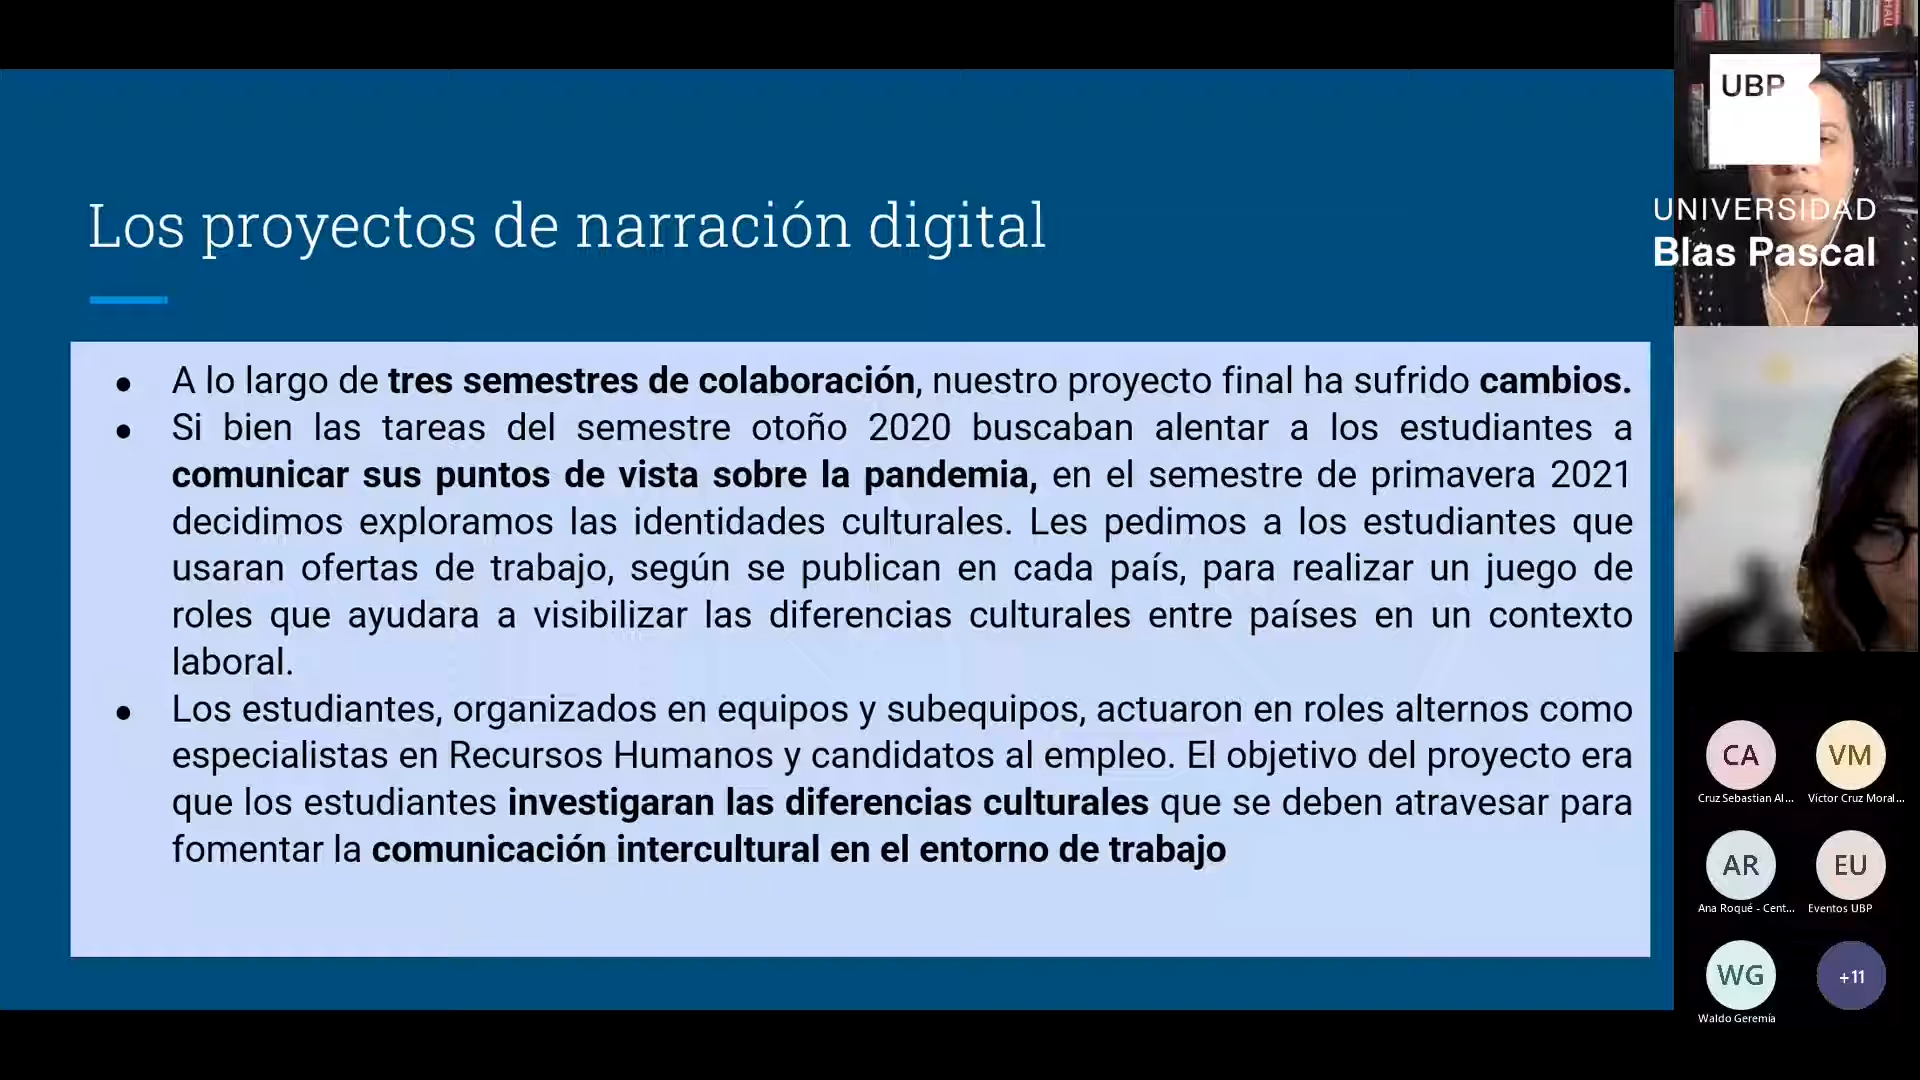 Los proyectos de narración digital
● A lo largo de tres semestres de colaboración, nuestro proyecto final ha sufrido cambios.
● Si bien las tareas del semestre otoño 2020 buscaban alentar a los estudiantes a
comunicar sus puntos de vista sobre la pandemia, en el semestre de primavera 2021
decidimos exploramos las identidades culturales. Les pedimos a los estudiantes que
usaran ofertas de trabajo, según se publican en cada país, para realizar un juego de
roles que ayudara a visibilizar las diferencias culturales entre países en un contexto
laboral.
● Los estudiantes, organizados en equipos y subequipos, actuaron en roles alternos como
especialistas en Recursos Humanos y candidatos al empleo. El objetivo del proyecto era
que los estudiantes investigaran las diferencias culturales que se deben atravesar para
fomentar la comunicación intercultural en el entorno de trabajo
UBP
UNIVERSIDAD
Blas Pascal
CA VM
Cruz Sebastian Al... Víctor Cruz Moral...
AR EU
Ana Roqué - Cent... Eventos UBP
WG +11
Waldo Geremía